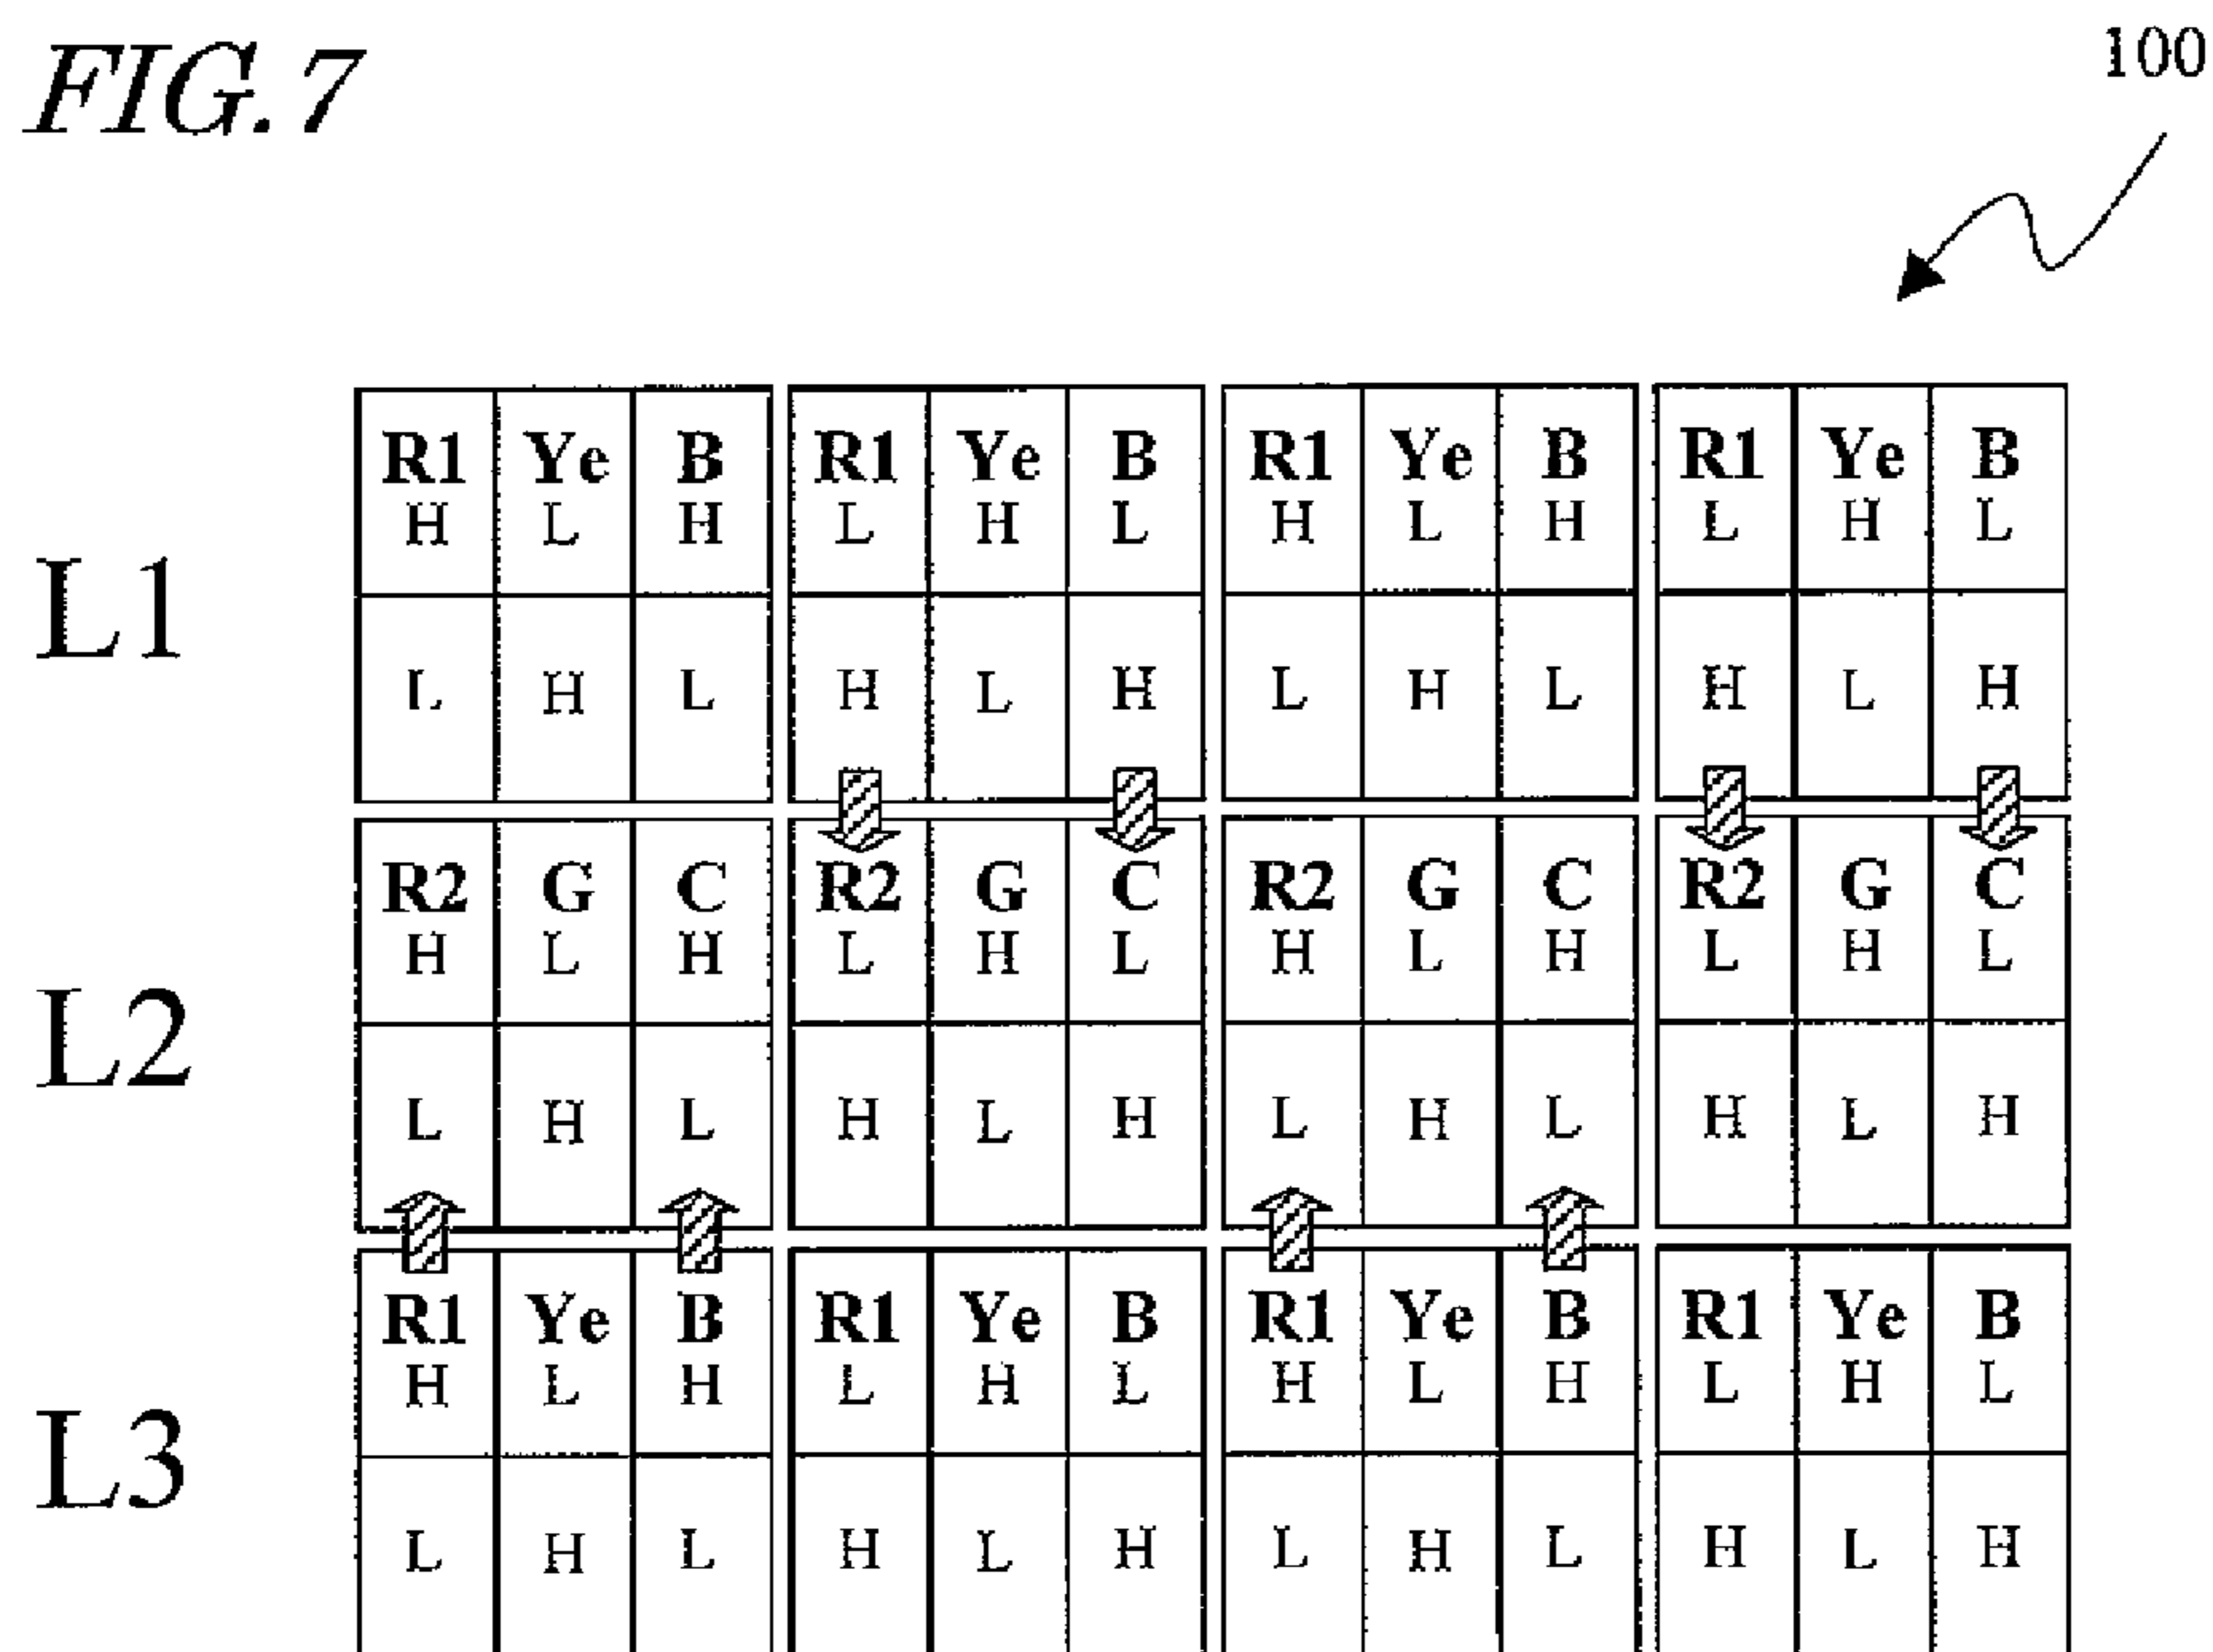 FIG. 7
100
R1 Ye B R1 Ye B R1 Ye B R1 Ye B
H L H L H L H L H L H L
L1
L H L H L H L H L H L H
R2 G C R2 G C R2 G C R2 G C
H L H L H L H L H L H L
L2
L H L H L H L H L H L H
R1 Ye B R1 Ye B R1 Ye B R1 Ye B
H L H L H L H L H L H L
L3
L H L H L H L H L H L H